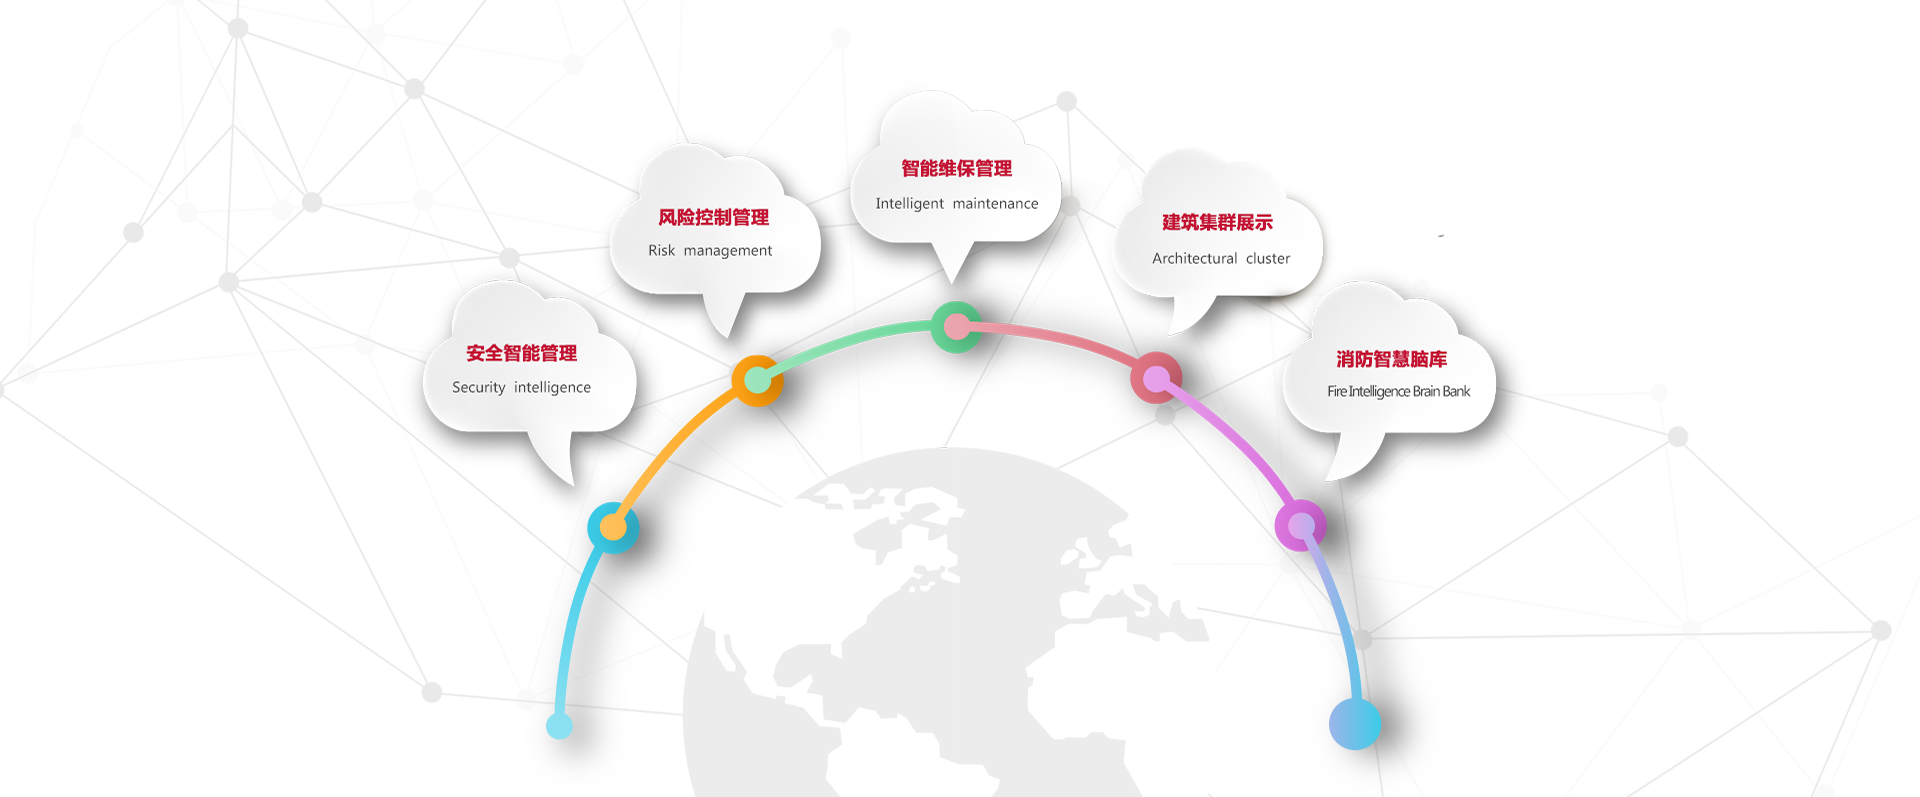 安全智能管理
Security intelligence
风险控制管理
Risk management
智能维保管理
Intelligent maintenance
建筑集群展示
Architectural cluster
消防智慧脑库
Fire Intelligence Brain Bank